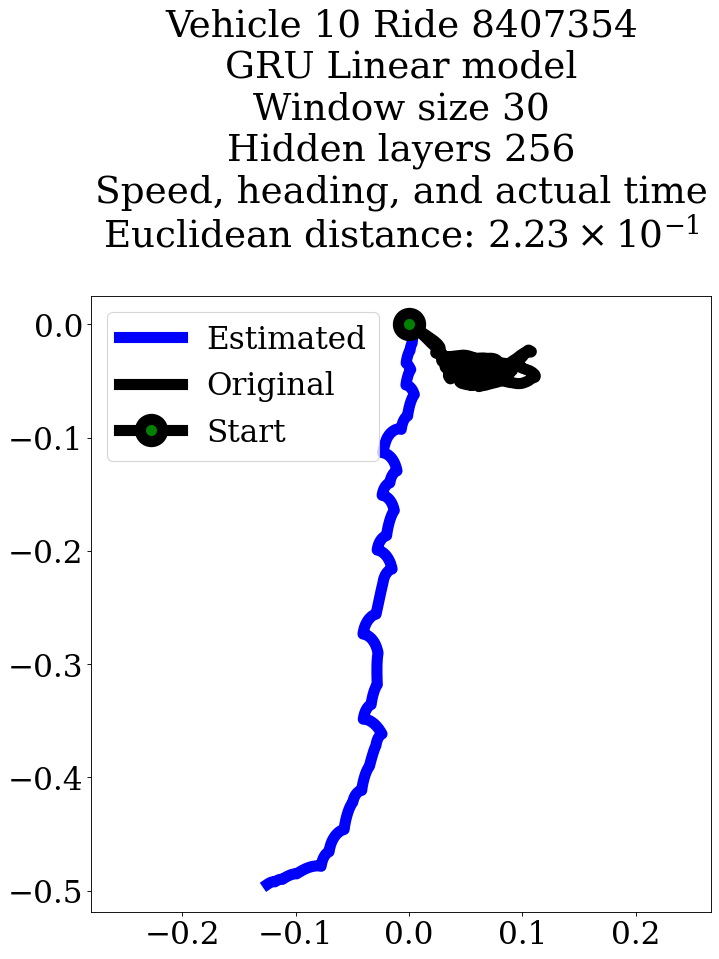 Vehicle 10 Ride 8407354
GRU Linear model
Window size 30
Hidden layers 256
Speed, heading, and actual time
Euclidean distance: 2.23 × 10⁻¹
Estimated
Original
Start
0.0
−0.1
−0.2
−0.3
−0.4
−0.5
−0.2 −0.1 0.0 0.1 0.2